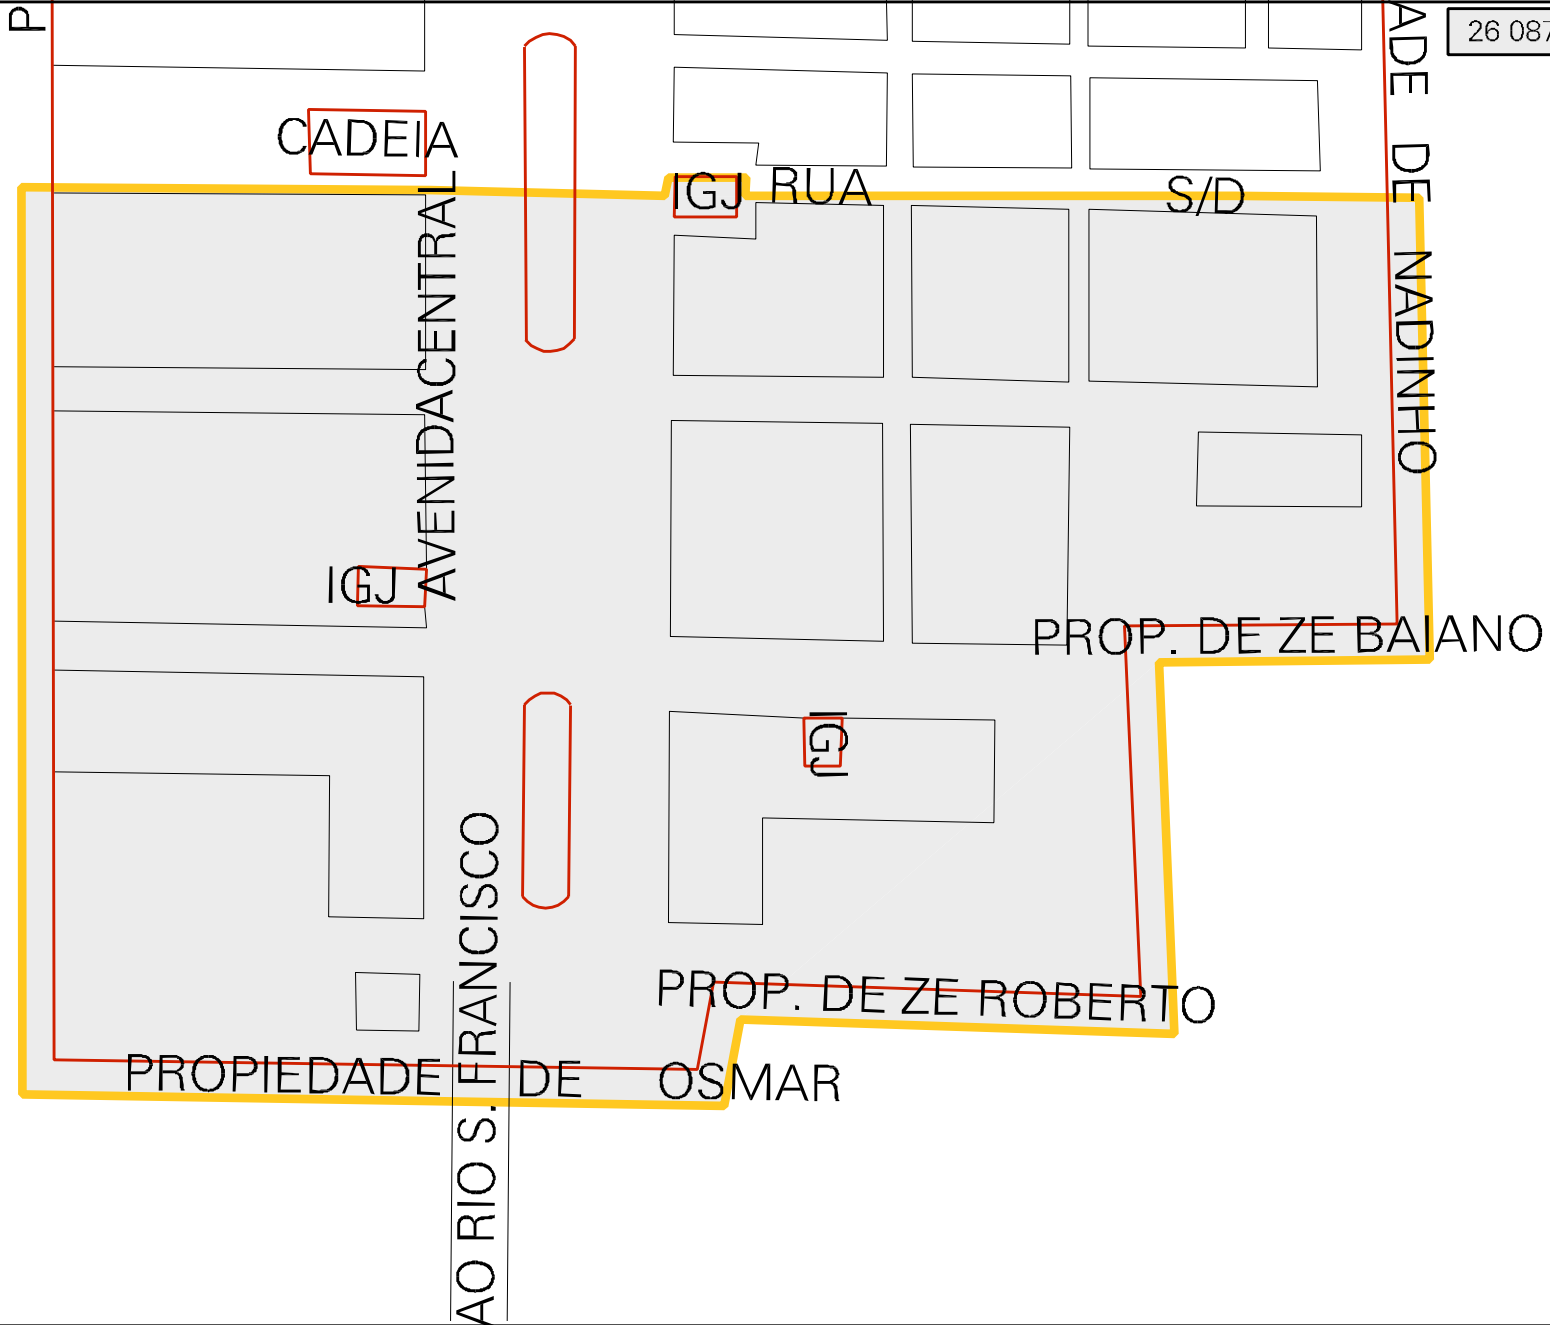 P
26 087
CADEIA
IGJ
RUA
S/D
ADE DE NADINHO
AVENIDACENTRAL
IGJ
PROP. DE ZE BAIANO
IGJ
PROP. DE ZE ROBERTO
PROPIEDADE DE OSMAR
AO RIO S. FRANCISCO